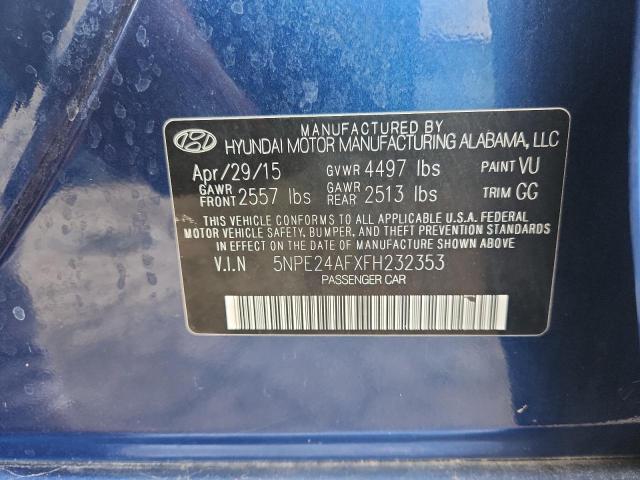 MANUFACTURED BY
HYUNDAI MOTOR MANUFACTURING ALABAMA, LLC
Apr/29/15 GVWR 4497 lbs PAINT VU
GAWR FRONT 2557 lbs GAWR REAR 2513 lbs TRIM GG
THIS VEHICLE CONFORMS TO ALL APPLICABLE U.S.A. FEDERAL
MOTOR VEHICLE SAFETY, BUMPER, AND THEFT PREVENTION STANDARDS
IN EFFECT ON THE DATE OF MANUFACTURE SHOWN ABOVE
V.I.N 5NPE24AFXFH232353
PASSENGER CAR